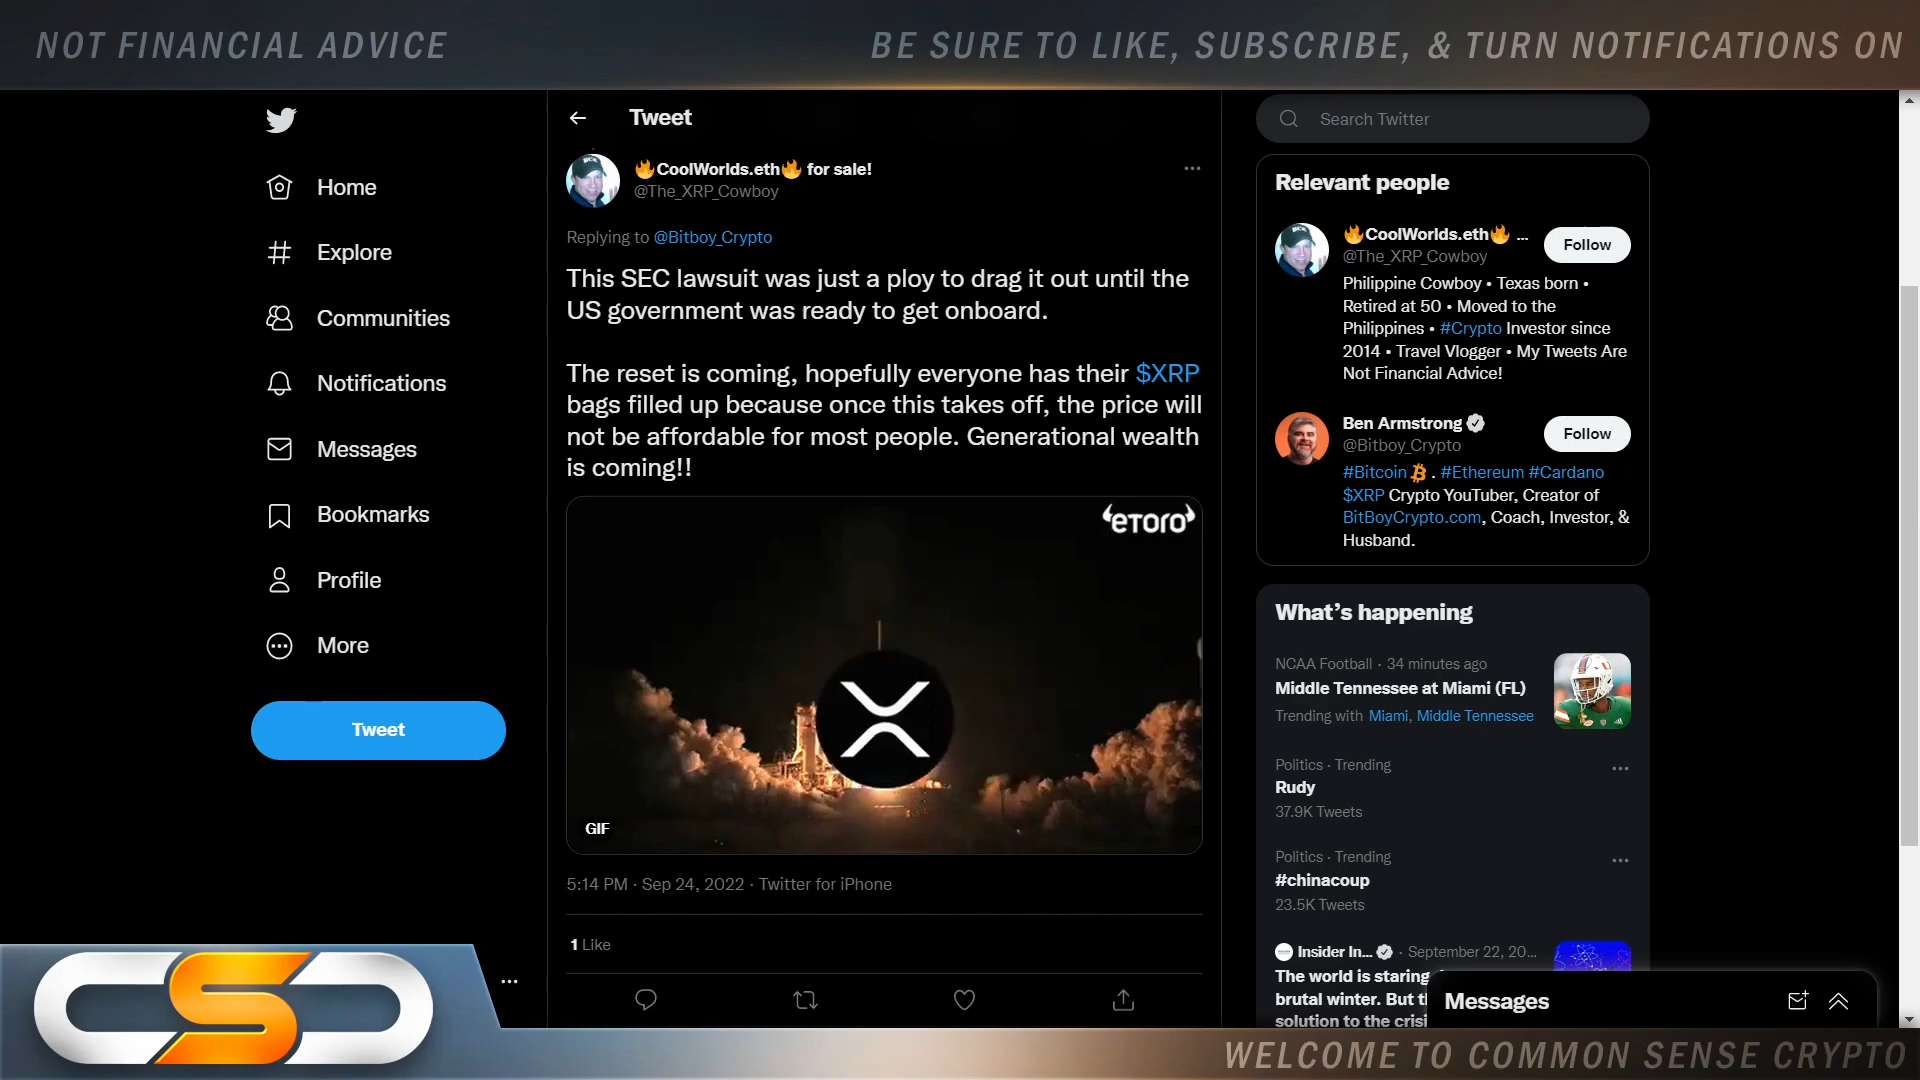 NOT FINANCIAL ADVICE
BE SURE TO LIKE, SUBSCRIBE, & TURN NOTIFICATIONS ON
Home
Explore
Communities
Notifications
Messages
Bookmarks
Profile
More
Tweet
Tweet
🔥CoolWorlds.eth🔥 for sale!
@The_XRP_Cowboy
Replying to @Bitboy_Crypto
This SEC lawsuit was just a ploy to drag it out until the
US government was ready to get onboard.
The reset is coming, hopefully everyone has their $XRP
bags filled up because once this takes off, the price will
not be affordable for most people. Generational wealth
is coming!!
eToro
GIF
5:14 PM · Sep 24, 2022 · Twitter for iPhone
1 Like
Search Twitter
Relevant people
🔥CoolWorlds.eth🔥 ...
@The_XRP_Cowboy
Follow
Philippine Cowboy • Texas born •
Retired at 50 • Moved to the
Philippines • #Crypto Investor since
2014 • Travel Vlogger • My Tweets Are
Not Financial Advice!
Ben Armstrong
@Bitboy_Crypto
Follow
#Bitcoin . #Ethereum #Cardano
$XRP Crypto YouTuber, Creator of
BitBoyCrypto.com, Coach, Investor, &
Husband.
What's happening
NCAA Football · 34 minutes ago
Middle Tennessee at Miami (FL)
Trending with Miami, Middle Tennessee
Politics · Trending
Rudy
37.9K Tweets
Politics · Trending
#chinacoup
23.5K Tweets
Insider In... · September 22, 20...
The world is staring
brutal winter. But
solution to the
Messages
CSC
WELCOME TO COMMON SENSE CRYPTO